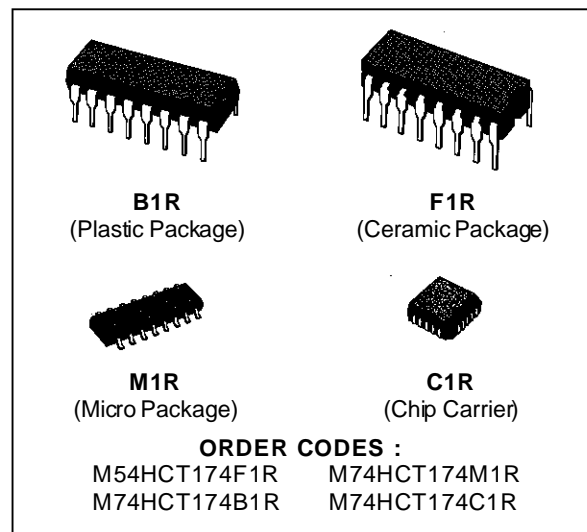 B1R
(Plastic Package)
F1R
(Ceramic Package)
M1R
(Micro Package)
C1R
(Chip Carrier)
ORDER CODES :
M54HCT174F1R M74HCT174M1R
M74HCT174B1R M74HCT174C1R